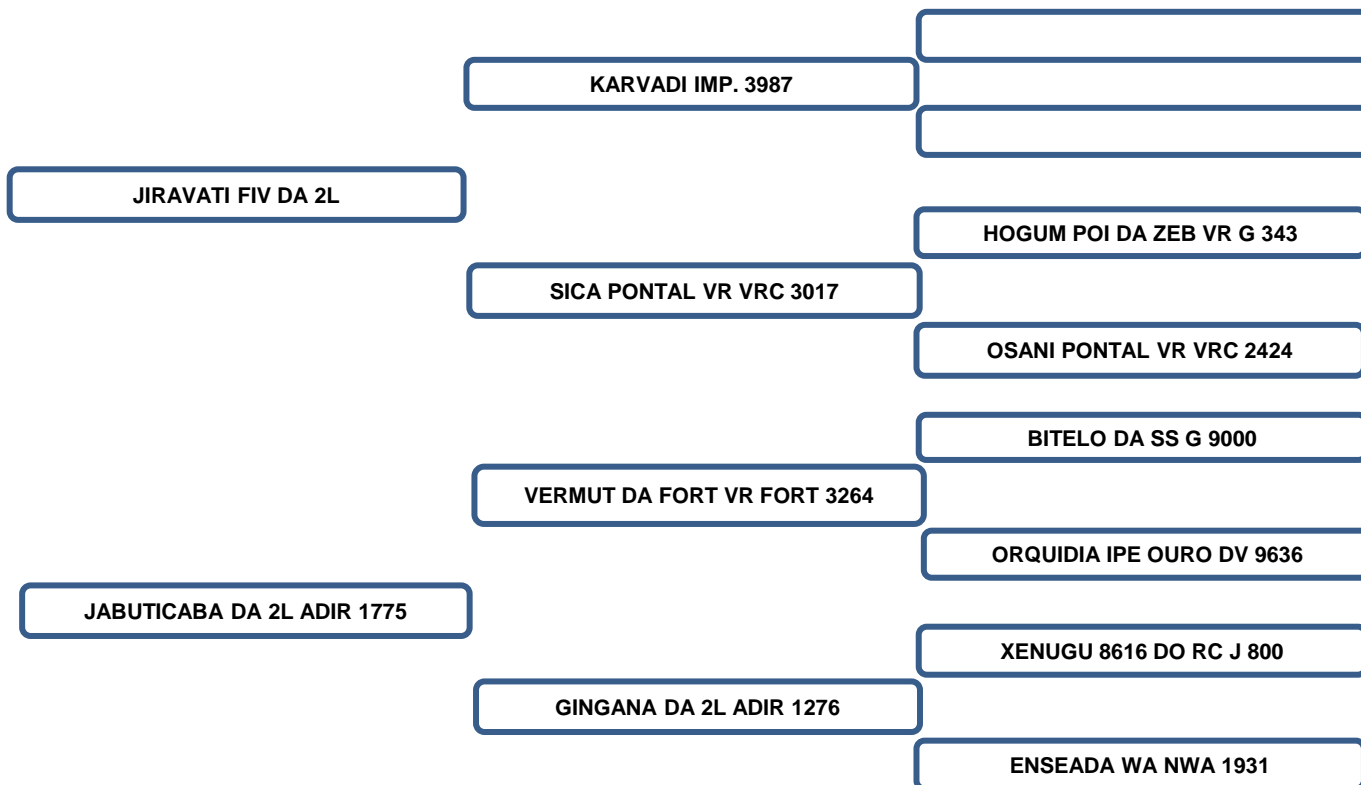 KARVADI IMP. 3987
JIRAVATI FIV DA 2L
HOGUM POI DA ZEB VR G 343
SICA PONTAL VR VRC 3017
OSANI PONTAL VR VRC 2424
BITELO DA SS G 9000
VERMUT DA FORT VR FORT 3264
ORQUIDIA IPE OURO DV 9636
JABUTICABA DA 2L ADIR 1775
XENUGU 8616 DO RC J 800
GINGANA DA 2L ADIR 1276
ENSEADA WA NWA 1931